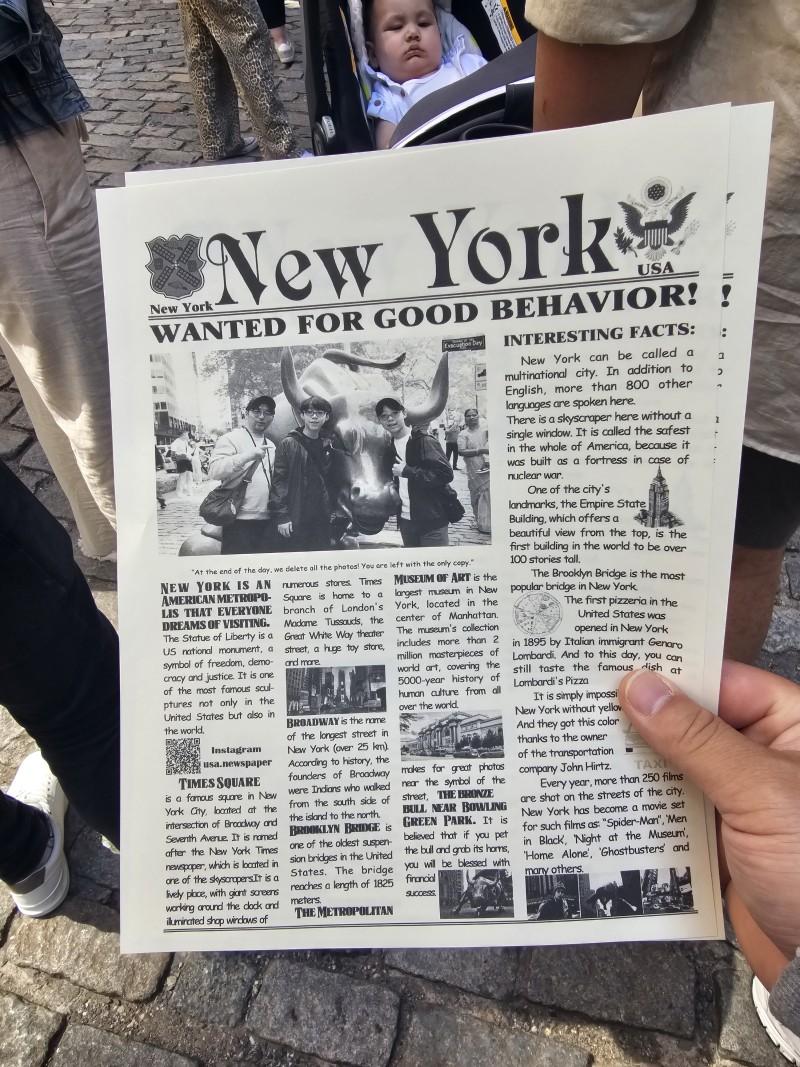 New York
New York
USA
WANTED FOR GOOD BEHAVIOR!
Evacuation Day
"At the end of the day, we delete all the photos! You are left with the only copy."
NEW YORK IS AN
AMERICAN METROPO-
LIS THAT EVERYONE
DREAMS OF VISITING.
The Statue of Liberty is a
US national monument, a
symbol of freedom, demo-
cracy and justice. It is one
of the most famous scul-
ptures not only in the
United States but also in
the world.
Instagram
usa.newspaper
TIMES SQUARE
is a famous square in New
York City, located at the
intersection of Broadway and
Seventh Avenue. It is named
after the New York Times
newspaper, which is located in
one of the skyscrapers.It is a
lively place, with giant screens
working around the clock and
illuminated shop windows of
numerous stores. Times
Square is home to a
branch of London's
Madame Tussauds, the
Great White Way theater
street, a huge toy store,
and more.
BROADWAY is the name
of the longest street in
New York (over 25 km).
According to history, the
founders of Broadway
were Indians who walked
from the south side of
the island to the north.
BROOKLYN BRIDGE is
one of the oldest suspen-
sion bridges in the United
States. The bridge
reaches a length of 1825
meters.
THE METROPOLITAN
MUSEUM OF ART is the
largest museum in New
York, located in the
center of Manhattan.
The museum's collection
includes more than 2
million masterpieces of
world art, covering the
5000-year history of
human culture from all
over the world.
makes for great photos
near the symbol of the
street, THE BRONZE
BULL NEAR BOWLING
GREEN PARK. It is
believed that if you pet
the bull and grab its horns,
you will be blessed with
financial
success.
INTERESTING FACTS:
New York can be called a
multinational city. In addition to
English, more than 800 other
languages are spoken here.
There is a skyscraper here without a
single window. It is called the safest
in the whole of America, because it
was built as a fortress in case of
nuclear war.
One of the city's
landmarks, the Empire State
Building, which offers a
beautiful view from the top, is the
first building in the world to be over
100 stories tall.
The Brooklyn Bridge is the most
popular bridge in New York.
The first pizzeria in the
United States was
opened in New York
in 1895 by Italian immigrant Genaro
Lombardi. And to this day, you can
still taste the famous dish at
Lombardi's Pizza
It is simply
New York without
And they got this color
thanks to the owner
of the transportation
company John Hirtz.
TAXI
Every year, more than 250 films
are shot on the streets of the city.
New York has become a movie set
for such films as: "Spider-Man", 'Men
in Black', 'Night at the Museum',
'Home Alone', 'Ghostbusters' and
many others.